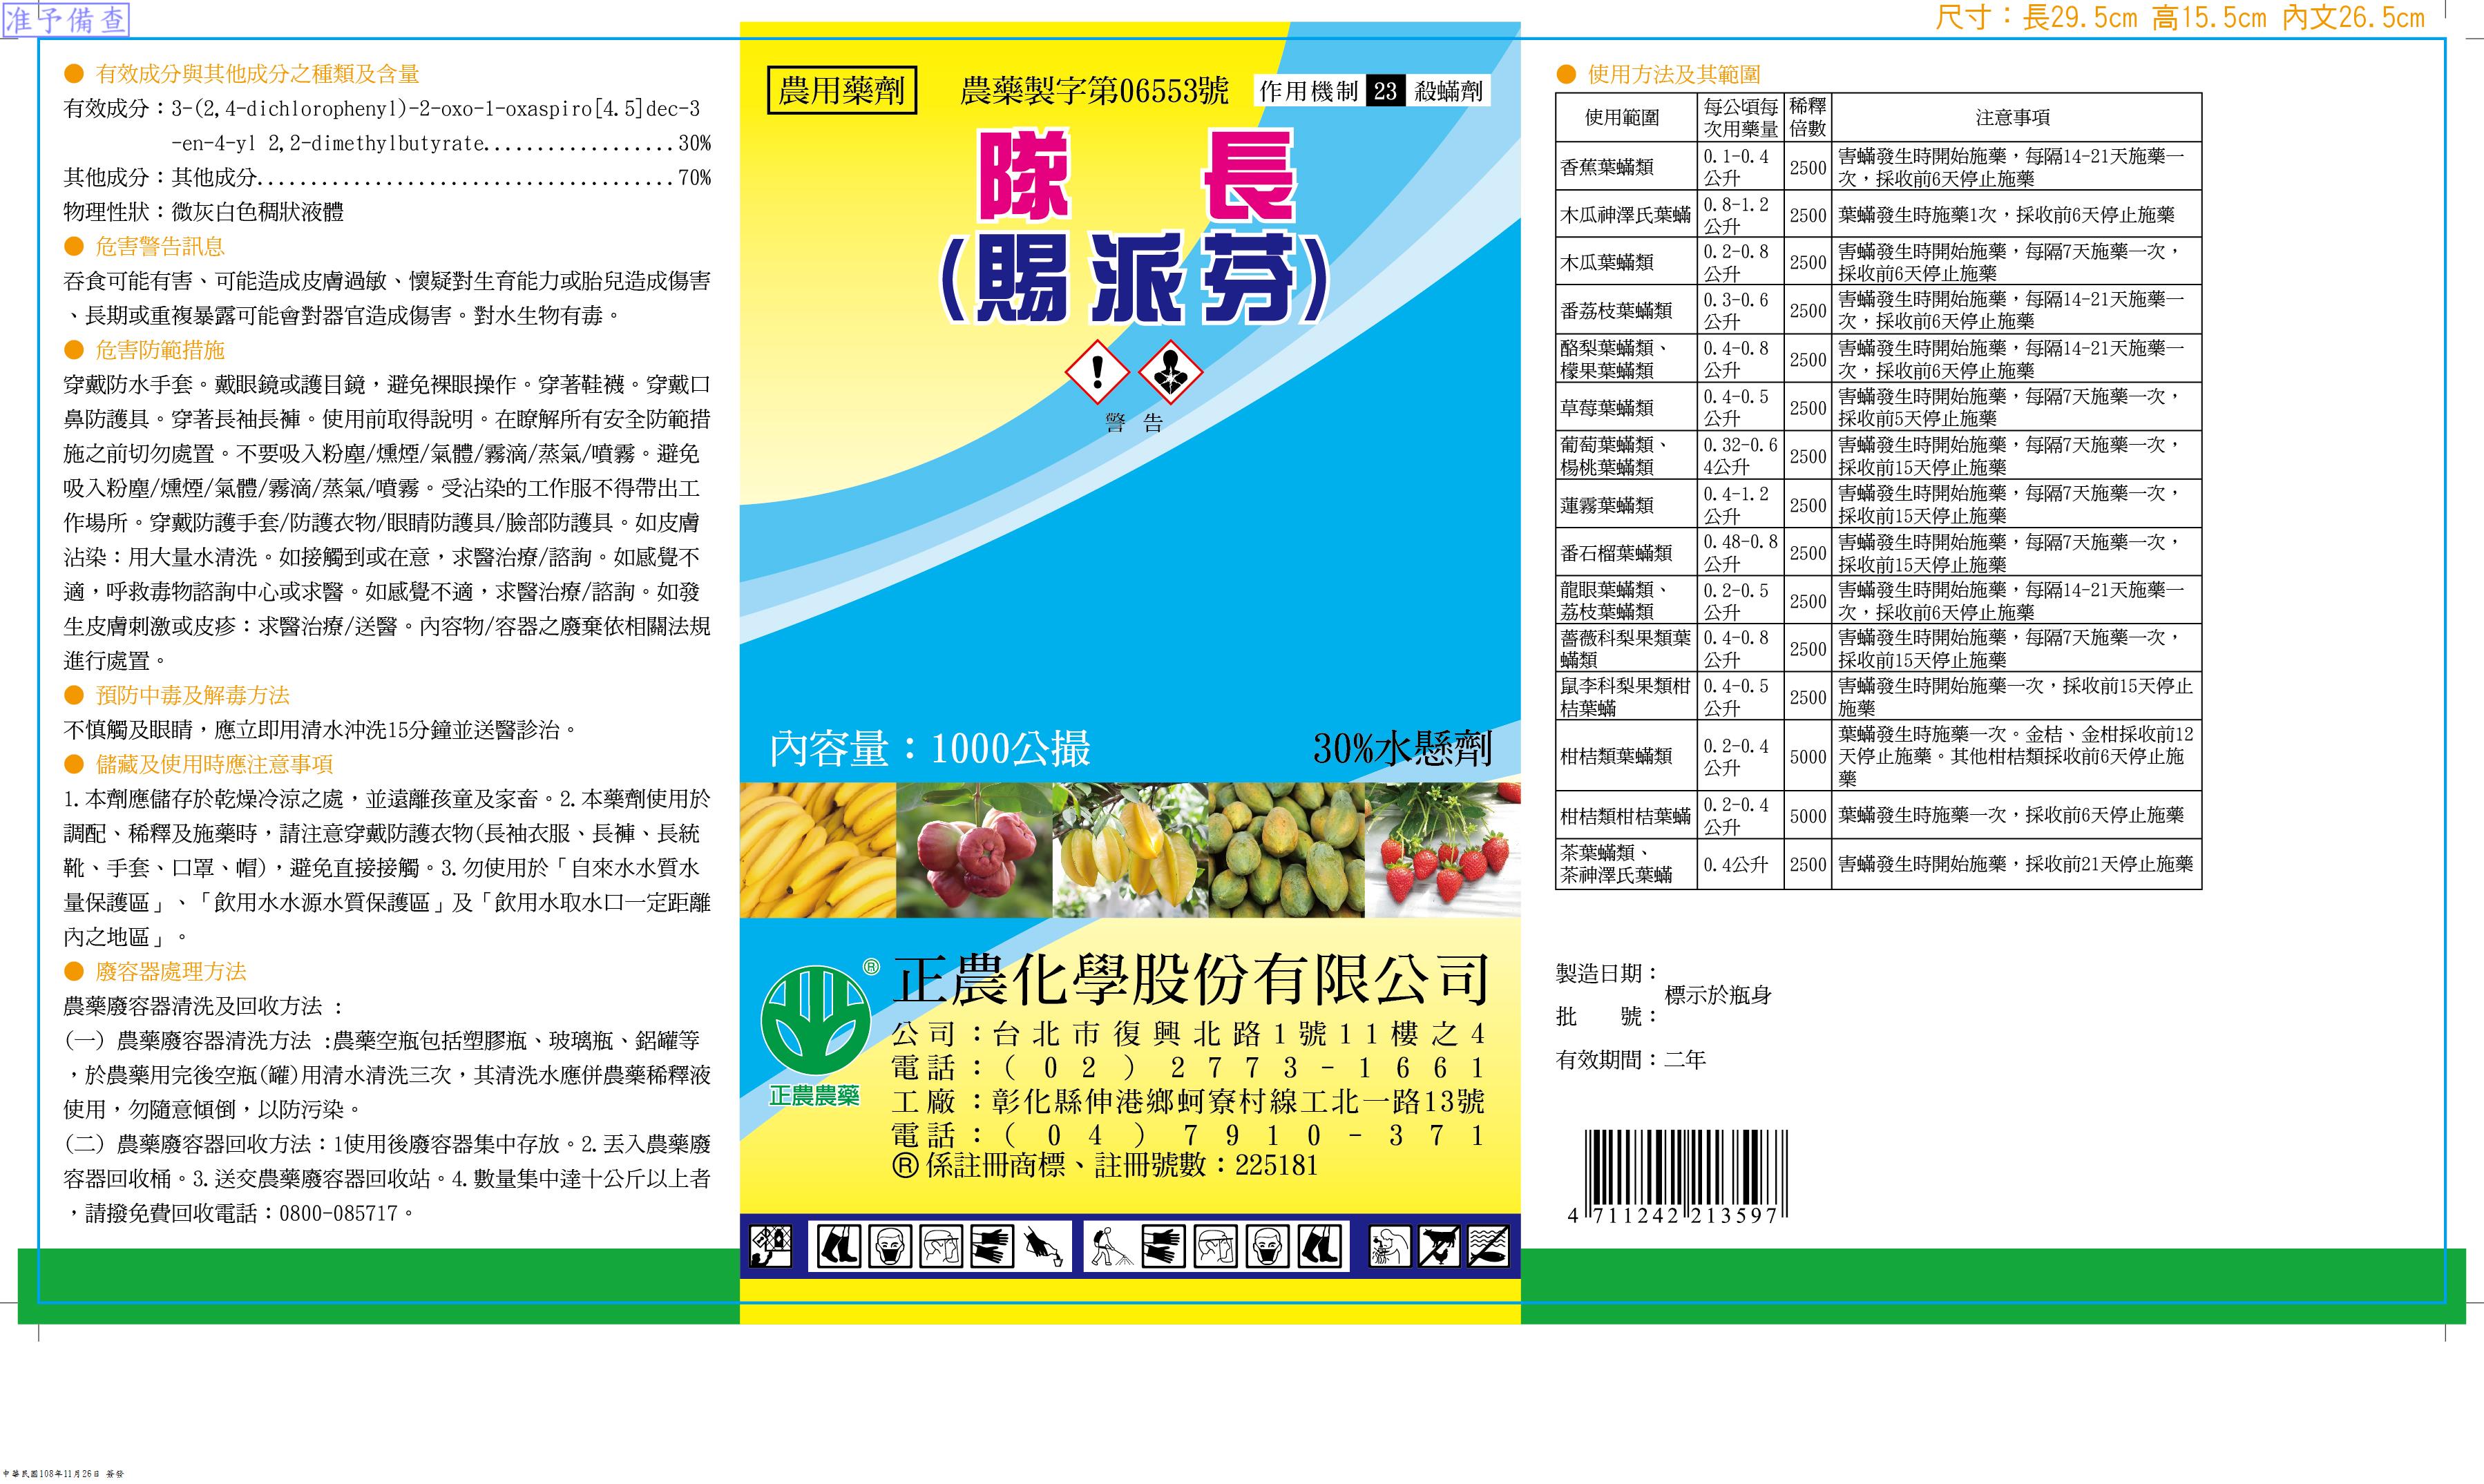 准予備查
尺寸：長29.5cm 高15.5cm 內文26.5cm
● 有效成分與其他成分之種類及含量
有效成分：3-(2,4-dichlorophenyl)-2-oxo-1-oxaspiro[4.5]dec-3
-en-4-yl 2,2-dimethylbutyrate..................30%
其他成分：其他成分.......................................70%
物理性狀：微灰白色稠狀液體
● 危害警告訊息
吞食可能有害、可能造成皮膚過敏、懷疑對生育能力或胎兒造成傷害
、長期或重複暴露可能會對器官造成傷害。對水生物有毒。
● 危害防範措施
穿戴防水手套。戴眼鏡或護目鏡，避免裸眼操作。穿著鞋襪。穿戴口
鼻防護具。穿著長袖長褲。使用前取得說明。在瞭解所有安全防範措
施之前切勿處置。不要吸入粉塵/燻煙/氣體/霧滴/蒸氣/噴霧。避免
吸入粉塵/燻煙/氣體/霧滴/蒸氣/噴霧。受沾染的工作服不得帶出工
作場所。穿戴防護手套/防護衣物/眼睛防護具/臉部防護具。如皮膚
沾染：用大量水清洗。如接觸到或在意，求醫治療/諮詢。如感覺不
適，呼救毒物諮詢中心或求醫。如感覺不適，求醫治療/諮詢。如發
生皮膚刺激或皮疹：求醫治療/送醫。內容物/容器之廢棄依相關法規
進行處置。
● 預防中毒及解毒方法
不慎觸及眼睛，應立即用清水沖洗15分鐘並送醫診治。
● 儲藏及使用時應注意事項
1.本劑應儲存於乾燥冷涼之處，並遠離孩童及家畜。2.本藥劑使用於
調配、稀釋及施藥時，請注意穿戴防護衣物(長袖衣服、長褲、長統
靴、手套、口罩、帽)，避免直接接觸。3.勿使用於「自來水水質水
量保護區」、「飲用水水源水質保護區」及「飲用水取水口一定距離
內之地區」。
● 廢容器處理方法
農藥廢容器清洗及回收方法 :
(一) 農藥廢容器清洗方法 :農藥空瓶包括塑膠瓶、玻璃瓶、鋁罐等
，於農藥用完後空瓶(罐)用清水清洗三次，其清洗水應併農藥稀釋液
使用，勿隨意傾倒，以防污染。
(二) 農藥廢容器回收方法：1使用後廢容器集中存放。2.丟入農藥廢
容器回收桶。3.送交農藥廢容器回收站。4.數量集中達十公斤以上者
，請撥免費回收電話：0800-085717。
農用藥劑 農藥製字第06553號 作用機制 23 殺蟎劑
隊 長
(賜派芬)
警 告
內容量：1000公撮 30%水懸劑
® 正農化學股份有限公司
公司：台北市復興北路1號11樓之4
電話：(02)2773-1661
工廠：彰化縣伸港鄉蚵寮村線工北一路13號
電話：(04)7910-371
®係註冊商標、註冊號數：225181
正農農藥
● 使用方法及其範圍
使用範圍 每公頃每次用藥量 稀釋倍數 注意事項
香蕉葉蟎類 0.1-0.4公升 2500 害蟎發生時開始施藥，每隔14-21天施藥一次，採收前6天停止施藥
木瓜神澤氏葉蟎 0.8-1.2公升 2500 葉蟎發生時施藥1次，採收前6天停止施藥
木瓜葉蟎類 0.2-0.8公升 2500 害蟎發生時開始施藥，每隔7天施藥一次，採收前6天停止施藥
番荔枝葉蟎類 0.3-0.6公升 2500 害蟎發生時開始施藥，每隔14-21天施藥一次，採收前6天停止施藥
酪梨葉蟎類、檬果葉蟎類 0.4-0.8公升 2500 害蟎發生時開始施藥，每隔14-21天施藥一次，採收前6天停止施藥
草莓葉蟎類 0.4-0.5公升 2500 害蟎發生時開始施藥，每隔7天施藥一次，採收前5天停止施藥
葡萄葉蟎類、楊桃葉蟎類 0.32-0.64公升 2500 害蟎發生時開始施藥，每隔7天施藥一次，採收前15天停止施藥
蓮霧葉蟎類 0.4-1.2公升 2500 害蟎發生時開始施藥，每隔7天施藥一次，採收前15天停止施藥
番石榴葉蟎類 0.48-0.8公升 2500 害蟎發生時開始施藥，每隔7天施藥一次，採收前15天停止施藥
龍眼葉蟎類、荔枝葉蟎類 0.2-0.5公升 2500 害蟎發生時開始施藥，每隔14-21天施藥一次，採收前6天停止施藥
薔薇科梨果類葉蟎類 0.4-0.8公升 2500 害蟎發生時開始施藥，每隔7天施藥一次，採收前15天停止施藥
鼠李科梨果類柑桔葉蟎 0.4-0.5公升 2500 害蟎發生時開始施藥一次，採收前15天停止施藥
柑桔類葉蟎類 0.2-0.4公升 5000 葉蟎發生時施藥一次。金桔、金柑採收前12天停止施藥。其他柑桔類採收前6天停止施藥
柑桔類柑桔葉蟎 0.2-0.4公升 5000 葉蟎發生時施藥一次，採收前6天停止施藥
茶葉蟎類、茶神澤氏葉蟎 0.4公升 2500 害蟎發生時開始施藥，採收前21天停止施藥
製造日期：
標示於瓶身
批　　號：
有效期間：二年
4 711242 213597
中華民國108年11月26日 簽發